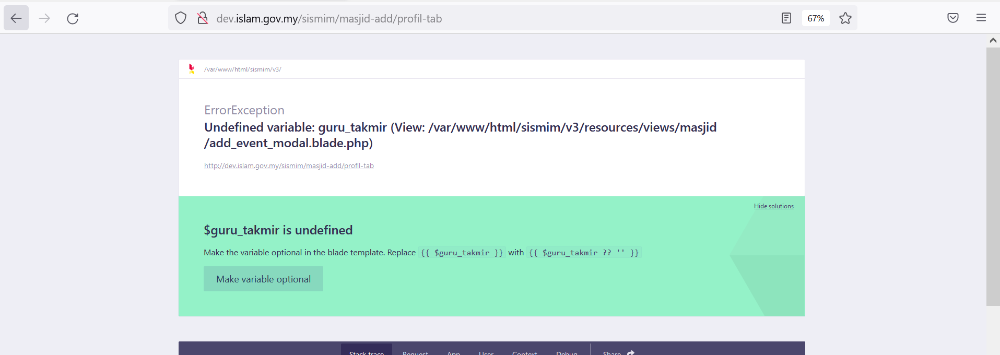 dev.islam.gov.my/sismim/masjid-add/profil-tab
67%
/var/www/html/sismim/v3/
ErrorException
Undefined variable: guru_takmir (View: /var/www/html/sismim/v3/resources/views/masjid
/add_event_modal.blade.php)
http://dev.islam.gov.my/sismim/masjid-add/profil-tab
Hide solutions
$guru_takmir is undefined
Make the variable optional in the blade template. Replace {{ $guru_takmir }} with {{ $guru_takmir ?? '' }}
Make variable optional
Stack trace Request App User Context Debug Share